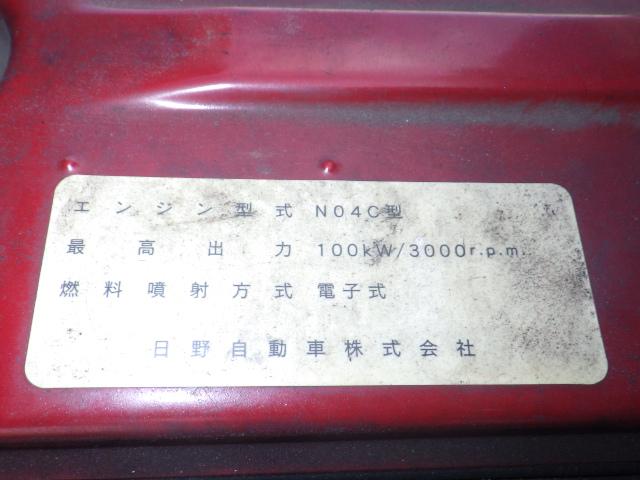 エンジン型式 N04C型
最高出力 100kW/3000r.p.m.
燃料噴射方式 電子式
日野自動車株式会社